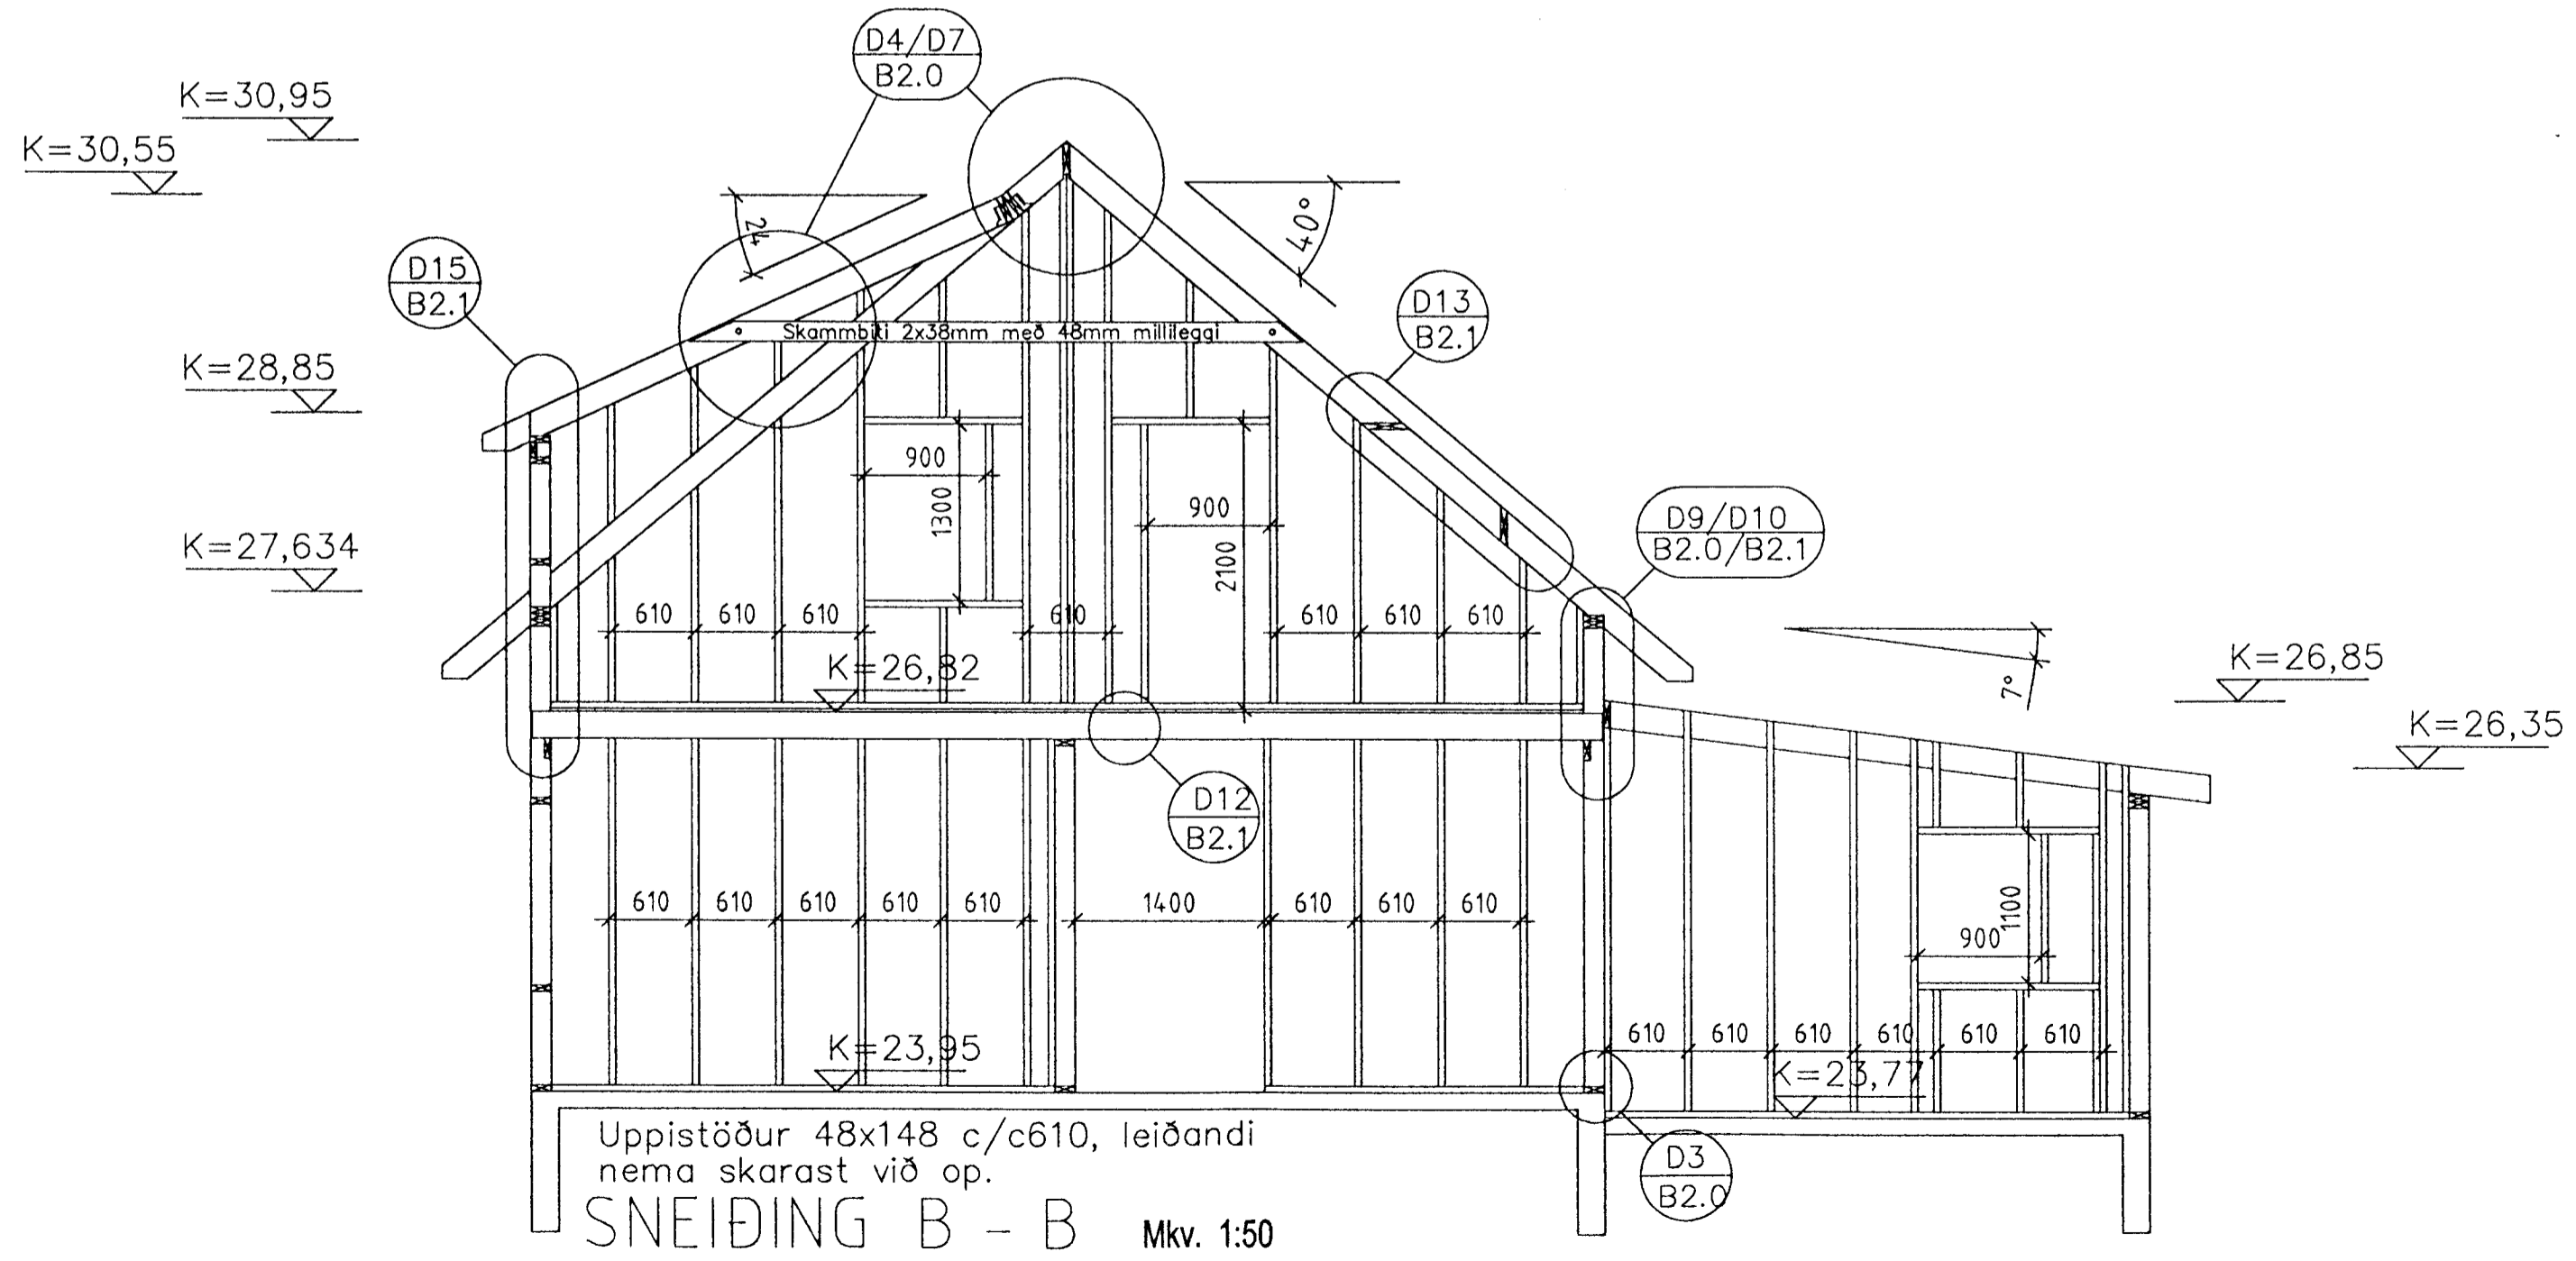 D4/D7
B2.0
K=30,95
K=30,55
24
40°
D15
B2.1
D13
B2.1
Skammbiti 2x38mm með 48mm millileggi
K=28,85
900
1300
900
2100
D9/D10
B2.0/B2.1
K=27,634
610 610 610 610 610 610 610
K=26,82
7°
K=26,85
K=26,35
D12
B2.1
610 610 610 610 610 1400 610 610 610
1100
900
610 610 610 610 610 610
K=23,95
K=23,77
Uppistöður 48x148 c/c610, leiðandi
nema skarast við op.
D3
B2.0
SNEIÐING B - B Mkv. 1:50